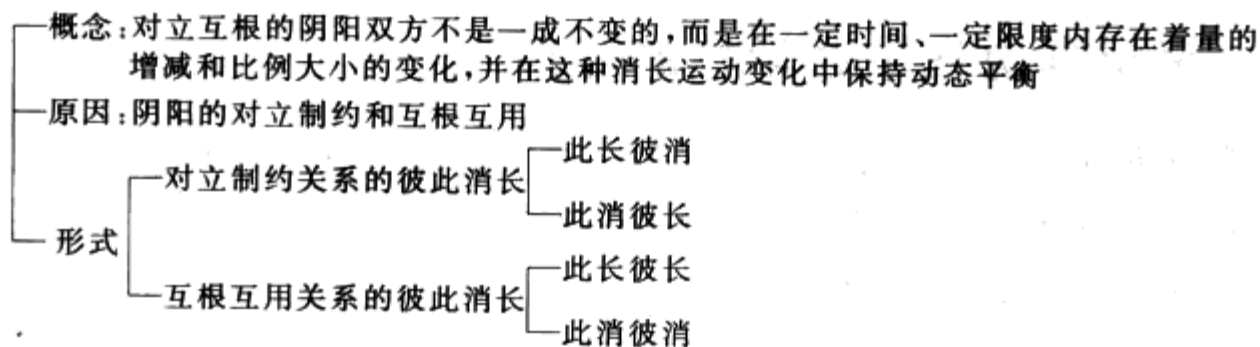 概念:对立互根的阴阳双方不是一成不变的,而是在一定时间、一定限度内存在着量的
增减和比例大小的变化,并在这种消长运动变化中保持动态平衡
原因:阴阳的对立制约和互根互用
形式
对立制约关系的彼此消长
此长彼消
此消彼长
互根互用关系的彼此消长
此长彼长
此消彼消